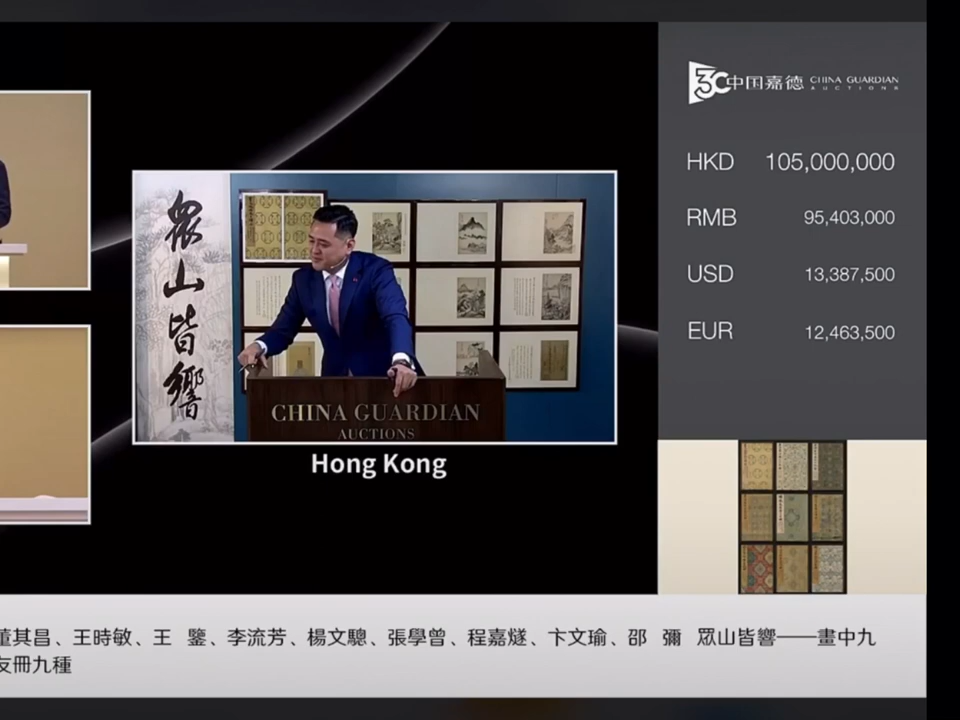 30 中国嘉德 CHINA GUARDIAN
AUCTIONS
HKD 105,000,000
RMB 95,403,000
USD 13,387,500
EUR 12,463,500
眾山皆響
CHINA GUARDIAN
AUCTIONS
Hong Kong
董其昌、王時敏、王 鑒、李流芳、楊文驄、張學曾、程嘉燧、卞文瑜、邵 彌 眾山皆響——畫中九
友冊九種